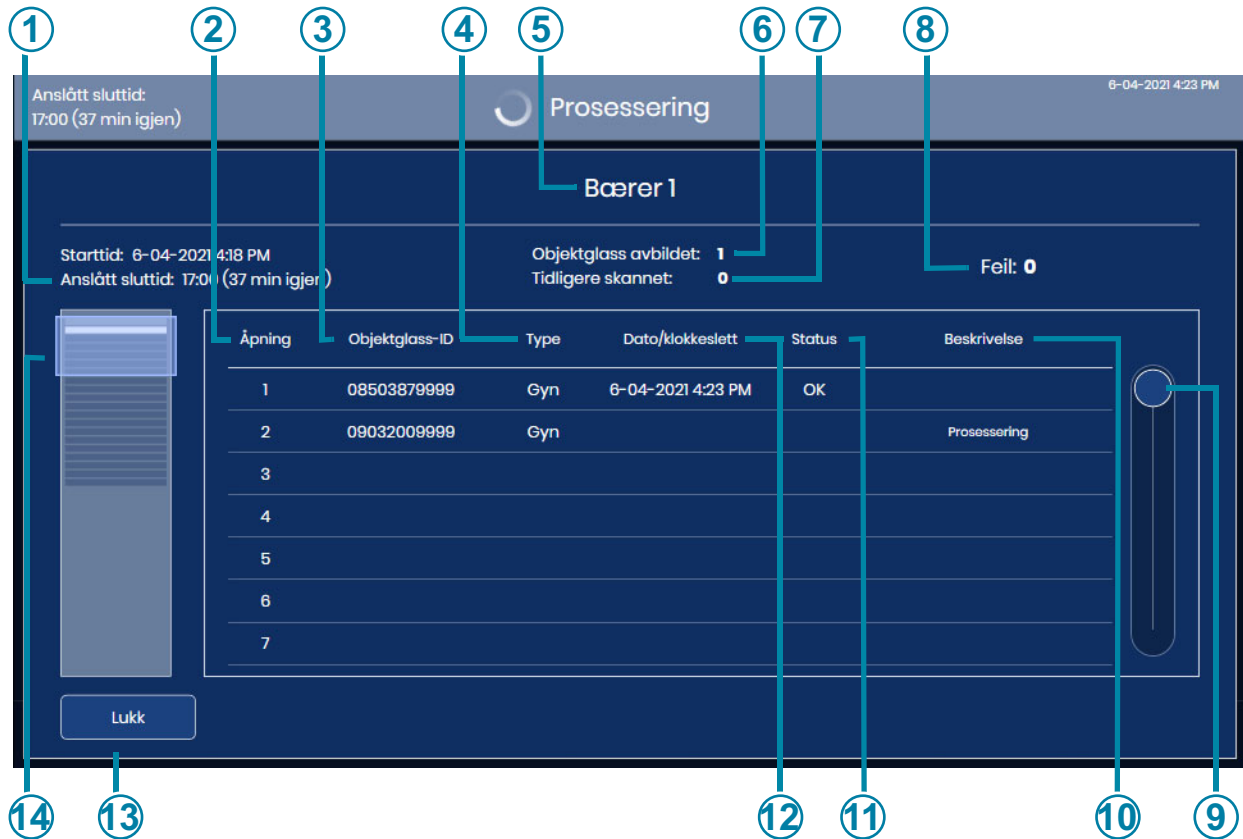 1 2 3 4 5 6 7 8
Anslått sluttid:
17:00 (37 min igjen)
Prosessering
6-04-2021 4:23 PM
Bærer 1
Starttid: 6-04-2021 4:18 PM
Anslått sluttid: 17:00 (37 min igjen)
Objektglass avbildet: 1
Tidligere skannet: 0
Feil: 0
Åpning Objektglass-ID Type Dato/klokkeslett Status Beskrivelse
1 08503879999 Gyn 6-04-2021 4:23 PM OK
2 09032009999 Gyn Prosessering
3
4
5
6
7
Lukk
14 13 12 11 10 9